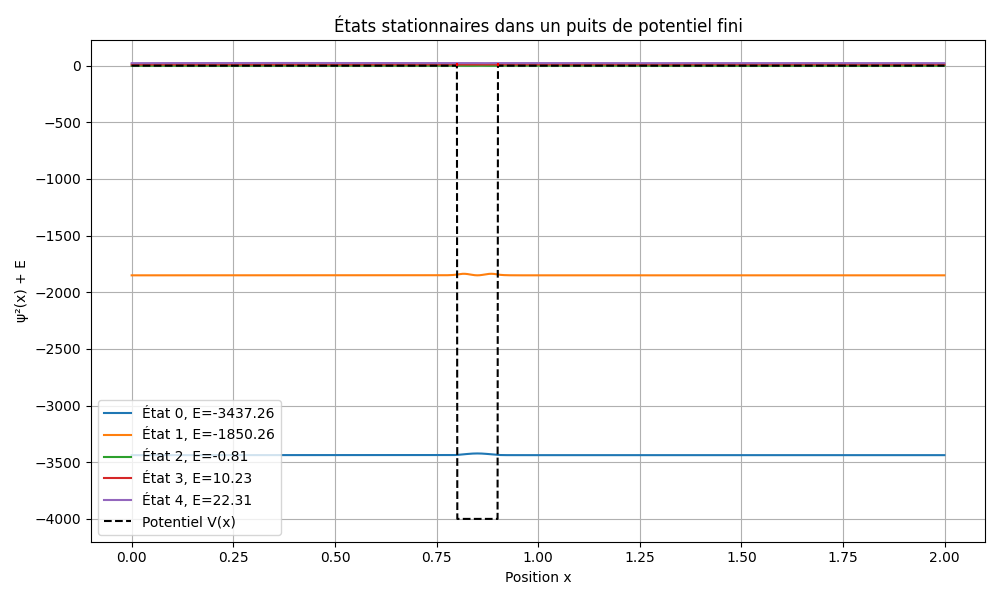 États stationnaires dans un puits de potentiel fini
ψ²(x) + E
0
−500
−1000
−1500
−2000
−2500
−3000
−3500
−4000
État 0, E=-3437.26
État 1, E=-1850.26
État 2, E=-0.81
État 3, E=10.23
État 4, E=22.31
Potentiel V(x)
0.00 0.25 0.50 0.75 1.00 1.25 1.50 1.75 2.00
Position x